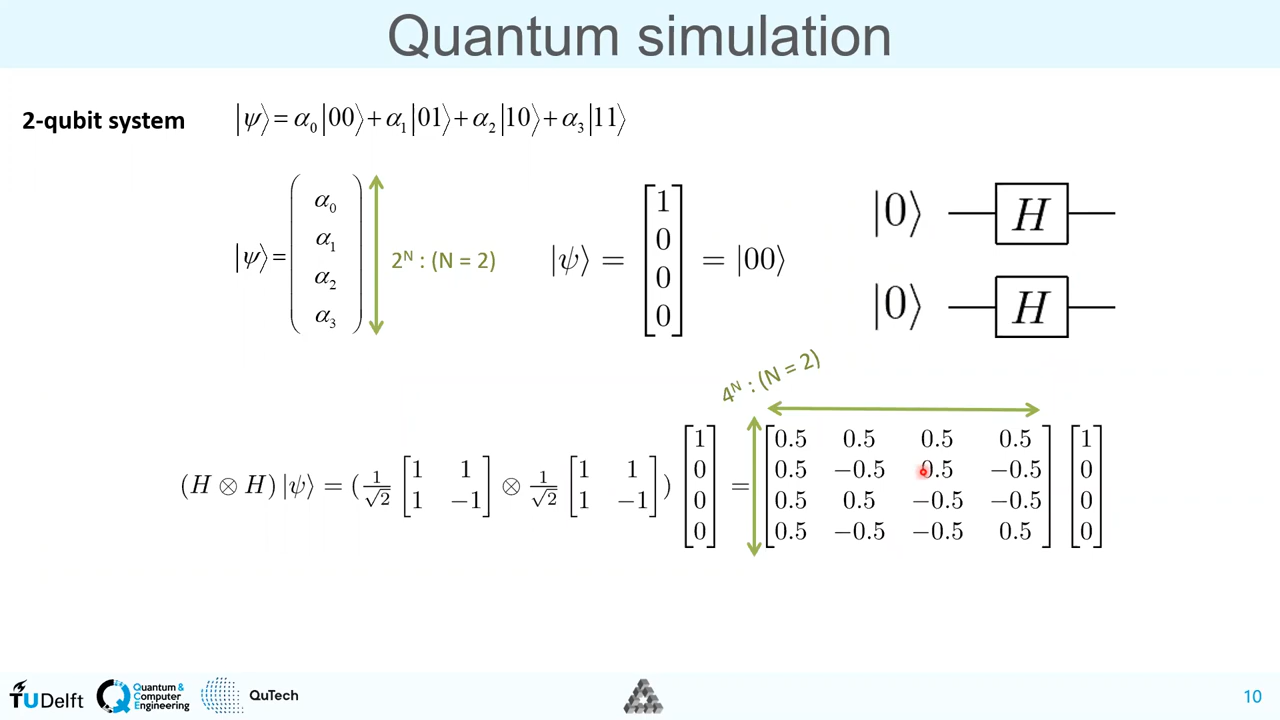 Quantum simulation
2-qubit system |ψ⟩ = α₀|00⟩ + α₁|01⟩ + α₂|10⟩ + α₃|11⟩
|ψ⟩ = (α₀ α₁ α₂ α₃) 2ᴺ : (N = 2)
|ψ⟩ = [1 0 0 0] = |00⟩
|0⟩ H
|0⟩ H
4ᴺ : (N = 2)
(H ⊗ H) |ψ⟩ = (1/√2 [1 1 1 −1] ⊗ 1/√2 [1 1 1 −1]) [1 0 0 0] =
0.5 0.5 0.5 0.5
0.5 −0.5 0.5 −0.5
0.5 0.5 −0.5 −0.5
0.5 −0.5 −0.5 0.5
[1 0 0 0]
TUDelft
Quantum &
Computer
Engineering
QuTech
10